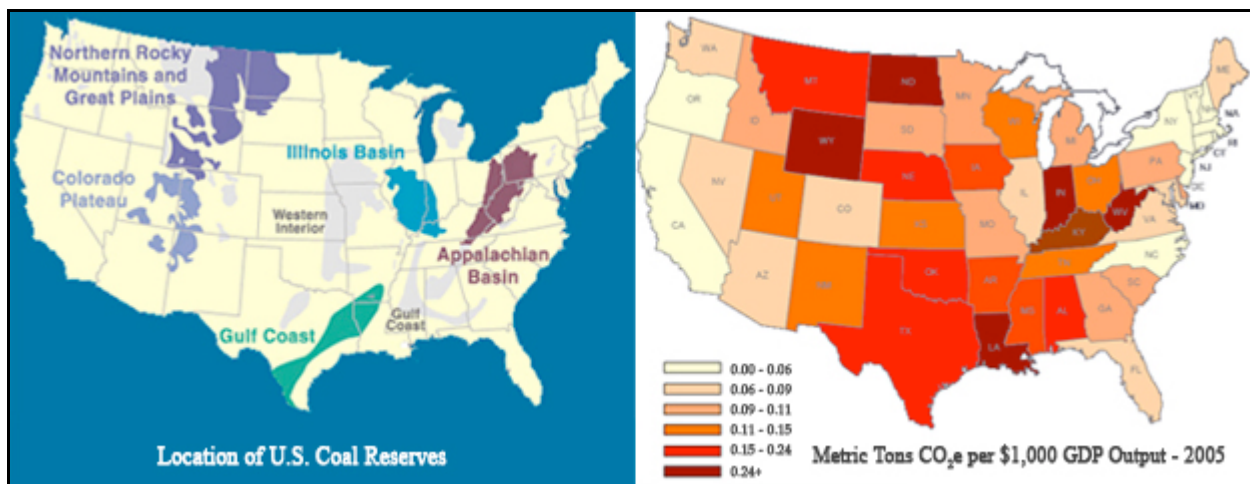 Northern Rocky
Mountains and
Great Plains
Illinois Basin
Colorado
Plateau
Western
Interior
Appalachian
Basin
Gulf
Coast
Gulf Coast
Location of U.S. Coal Reserves
WA
MT
ND
MN
ME
VT
OR
ID
SD
WI
MI
NY
MA
RI
CT
WY
IA
PA
NJ
NE
NV
UT
CO
IL
IN
OH
DE
MD
WV
VA
CA
KS
MO
KY
NC
TN
AZ
NM
OK
AR
SC
MS
AL
GA
TX
LA
FL
0.00 - 0.06
0.06 - 0.09
0.09 - 0.11
0.11 - 0.15
0.15 - 0.24
0.24+
Metric Tons CO₂e per $1,000 GDP Output - 2005